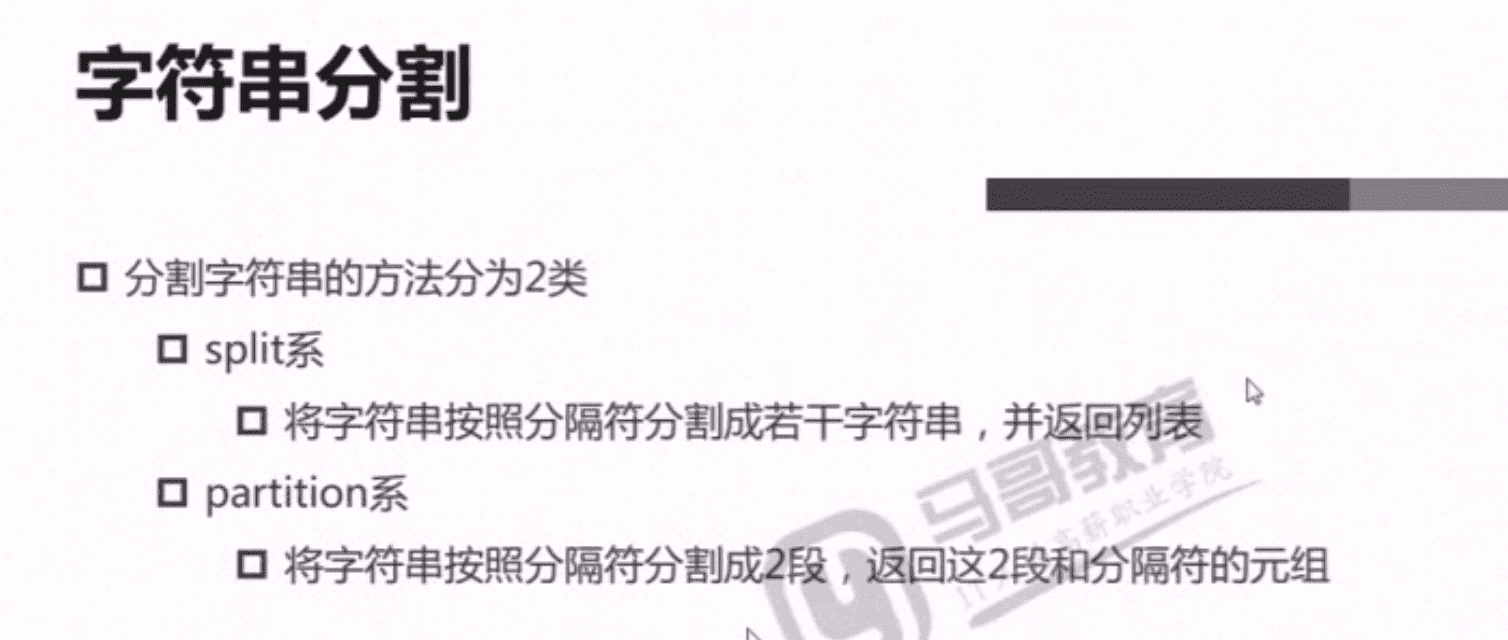 字符串分割
分割字符串的方法分为2类
split系
将字符串按照分隔符分割成若干字符串，并返回列表
partition系
将字符串按照分隔符分割成2段，返回这2段和分隔符的元组
马哥教育
高薪职业学院